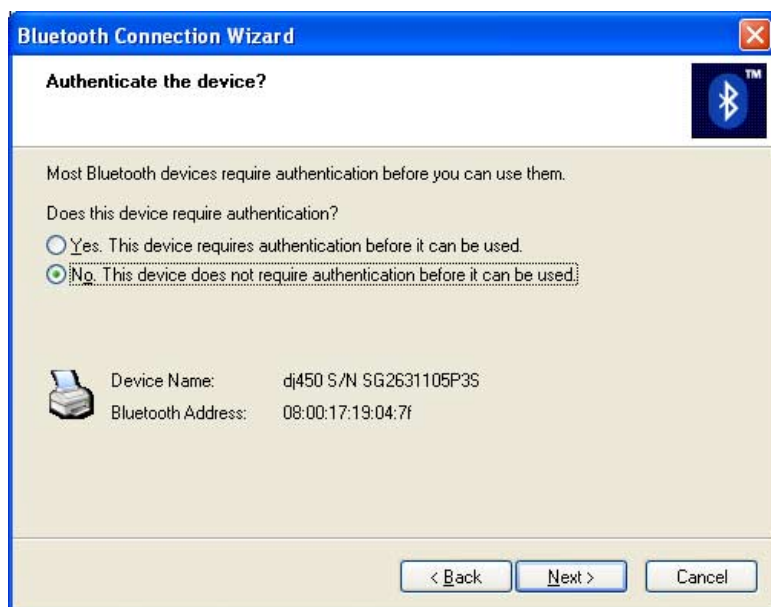 Bluetooth Connection Wizard
Authenticate the device?
TM
Most Bluetooth devices require authentication before you can use them.
Does this device require authentication?
Yes. This device requires authentication before it can be used.
No. This device does not require authentication before it can be used.
Device Name: dj450 S/N SG2631105P3S
Bluetooth Address: 08:00:17:19:04:7f
< Back Next > Cancel